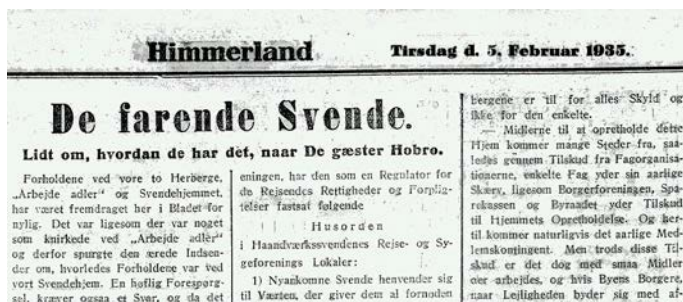 Himmerland
Tirsdag d. 5. Februar 1935.
De farende Svende.
Lidt om, hvordan de har det, naar De gæster Hobro.
Forholdene ved vore to Herberge,
„Arbejde adler“ og Svendehjemmet,
har været fremdraget her i Bladet for
nylig. Det var ligesom der var noget
som knirkede ved „Arbejde adler“
og derfor spurgte den ærede Indsen-
der om, hvorledes Forholdene var ved
vort Svendehjem. En høflig Forespørg-
sel, kræver ogsaa et Svar, og da det
eningen, har den som en Regulator for
de Rejsendes Rettigheder og Forplig-
telser fastsat følgende
Husorden
i Haandværkssvendenes Rejse- og Sy-
geforenings Lokaler:
1) Nyankomne Svende henvender sig
til Værten, der giver dem al fornøden
bergene er til for alles Skyld og
ikke for den enkelte.
— Midlerne til at opretholde dette
Hjem kommer mange Steder fra, saa-
ledes gennem Tilskud fra Fagorganisa-
tionerne, enkelte Fag yder sin aarlige
Skærv, ligesom Borgerforeningen, Spa-
rekassen og Byraadet yder Tilskud
til Hjemmets Opretholdelse. Og her-
til kommer naturligvis det aarlige Med-
lemskontingent. Men trods disse Til-
skud er det dog med smaa Midler
der arbejdes, og hvis Byens Borgere,
naar Lejligheden byder sig med af-